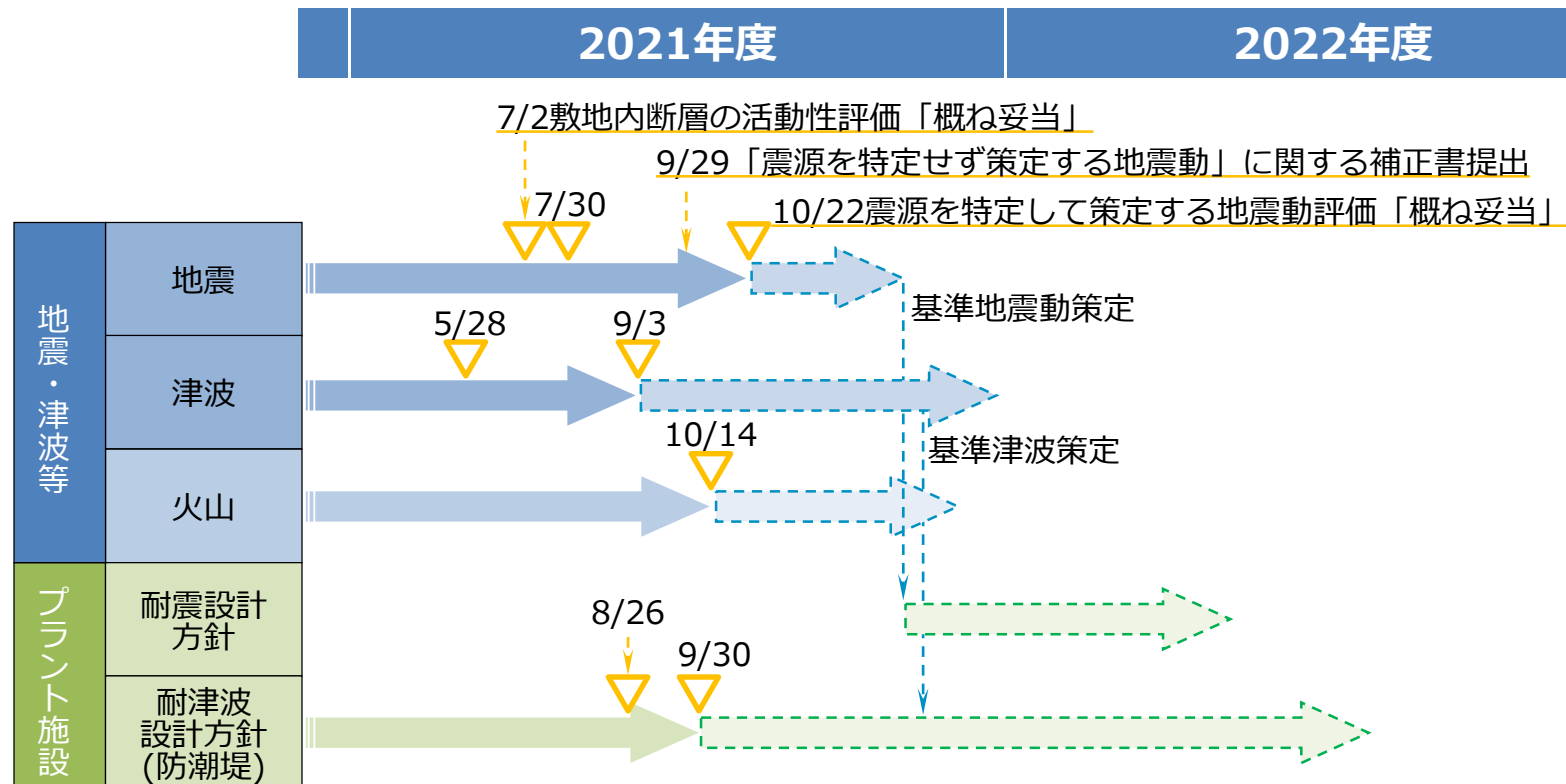 2021年度
2022年度
7/2敷地内断層の活動性評価「概ね妥当」
9/29「震源を特定せず策定する地震動」に関する補正書提出
7/30
10/22震源を特定して策定する地震動評価「概ね妥当」
地震・津波等
地震
基準地震動策定
5/28
9/3
津波
10/14
基準津波策定
火山
プラント施設
耐震設計
方針
8/26
9/30
耐津波
設計方針
(防潮堤)